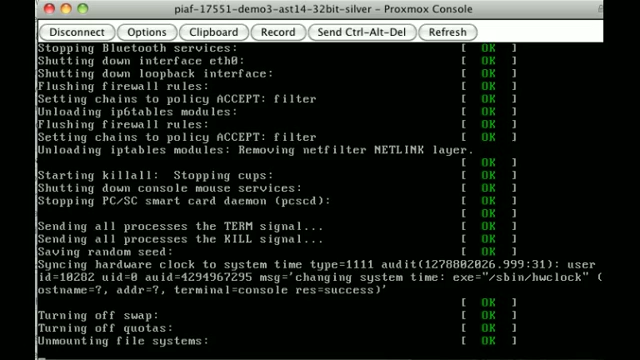 piaf-17551-demo3-ast14-32bit-silver - Proxmox Console
Disconnect Options Clipboard Record Send Ctrl-Alt-Del Refresh
Stopping Bluetooth services: [ OK ]
Shutting down interface eth0: [ OK ]
Shutting down loopback interface: [ OK ]
Flushing firewall rules: [ OK ]
Setting chains to policy ACCEPT: filter [ OK ]
Unloading ip6tables modules: [ OK ]
Flushing firewall rules: [ OK ]
Setting chains to policy ACCEPT: filter [ OK ]
Unloading iptables modules: Removing netfilter NETLINK layer.
[ OK ]
Starting killall: Stopping cups: [ OK ]
Shutting down console mouse services: [ OK ]
Stopping PC/SC smart card daemon (pcscd): [ OK ]
[ OK ]
Sending all processes the TERM signal... [ OK ]
Sending all processes the KILL signal... [ OK ]
Saving random seed: [ OK ]
Syncing hardware clock to system time type=1111 audit(1278802026.999:31): user
id=10282 uid=0 auid=4294967295 msg='changing system time: exe="/sbin/hwclock" (
ostname=?, addr=?, terminal=console res=success)'
[ OK ]
Turning off swap: [ OK ]
Turning off quotas: [ OK ]
Unmounting file systems: [ OK ]